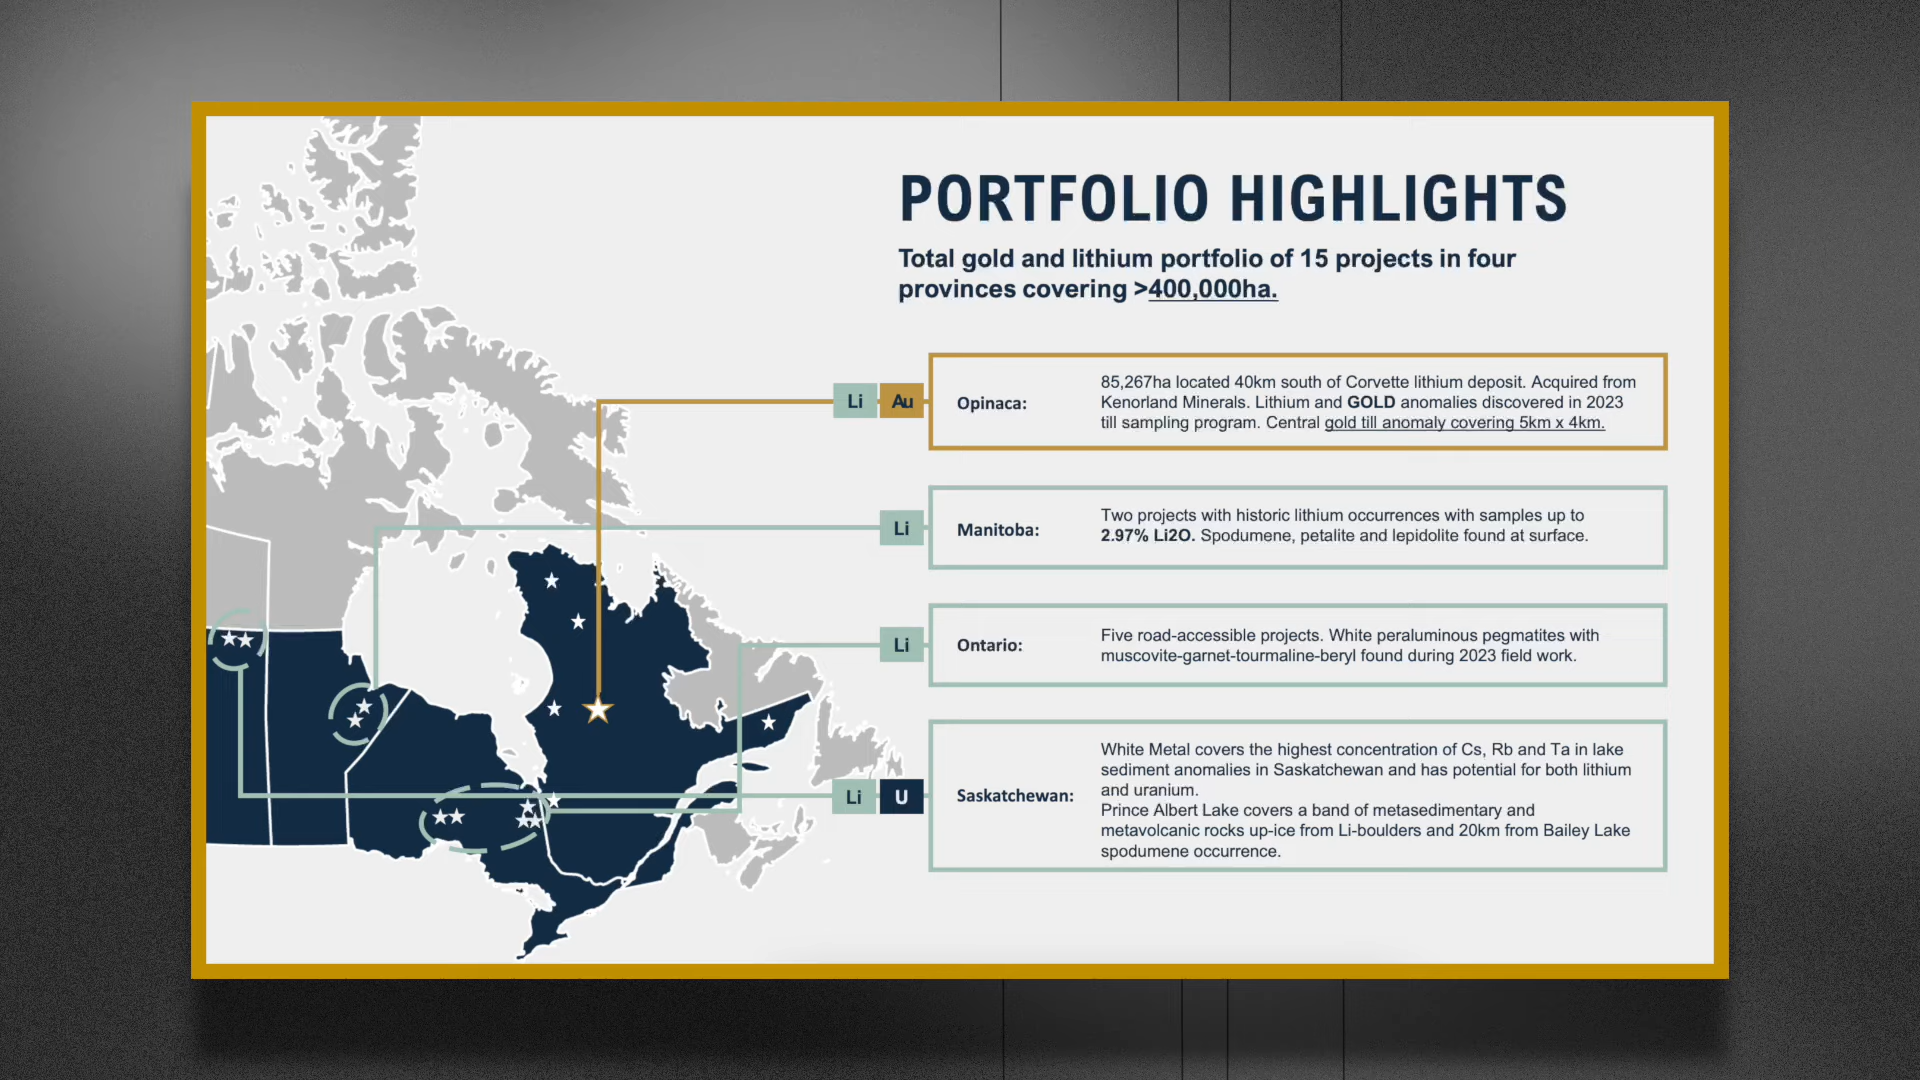 PORTFOLIO HIGHLIGHTS
Total gold and lithium portfolio of 15 projects in four
provinces covering >400,000ha.
Li Au
Opinaca:
85,267ha located 40km south of Corvette lithium deposit. Acquired from
Kenorland Minerals. Lithium and GOLD anomalies discovered in 2023
till sampling program. Central gold till anomaly covering 5km x 4km.
Li
Manitoba:
Two projects with historic lithium occurrences with samples up to
2.97% Li2O. Spodumene, petalite and lepidolite found at surface.
Li
Ontario:
Five road-accessible projects. White peraluminous pegmatites with
muscovite-garnet-tourmaline-beryl found during 2023 field work.
Li U
Saskatchewan:
White Metal covers the highest concentration of Cs, Rb and Ta in lake
sediment anomalies in Saskatchewan and has potential for both lithium
and uranium.
Prince Albert Lake covers a band of metasedimentary and
metavolcanic rocks up-ice from Li-boulders and 20km from Bailey Lake
spodumene occurrence.